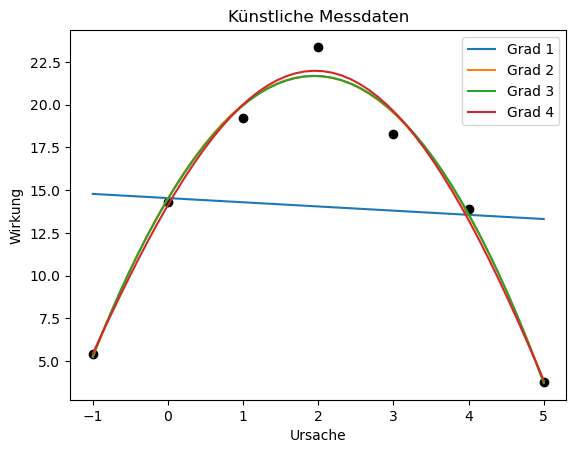 Künstliche Messdaten
Grad 1
Grad 2
Grad 3
Grad 4
Wirkung
22.5
20.0
17.5
15.0
12.5
10.0
7.5
5.0
−1
0
1
2
3
4
5
Ursache